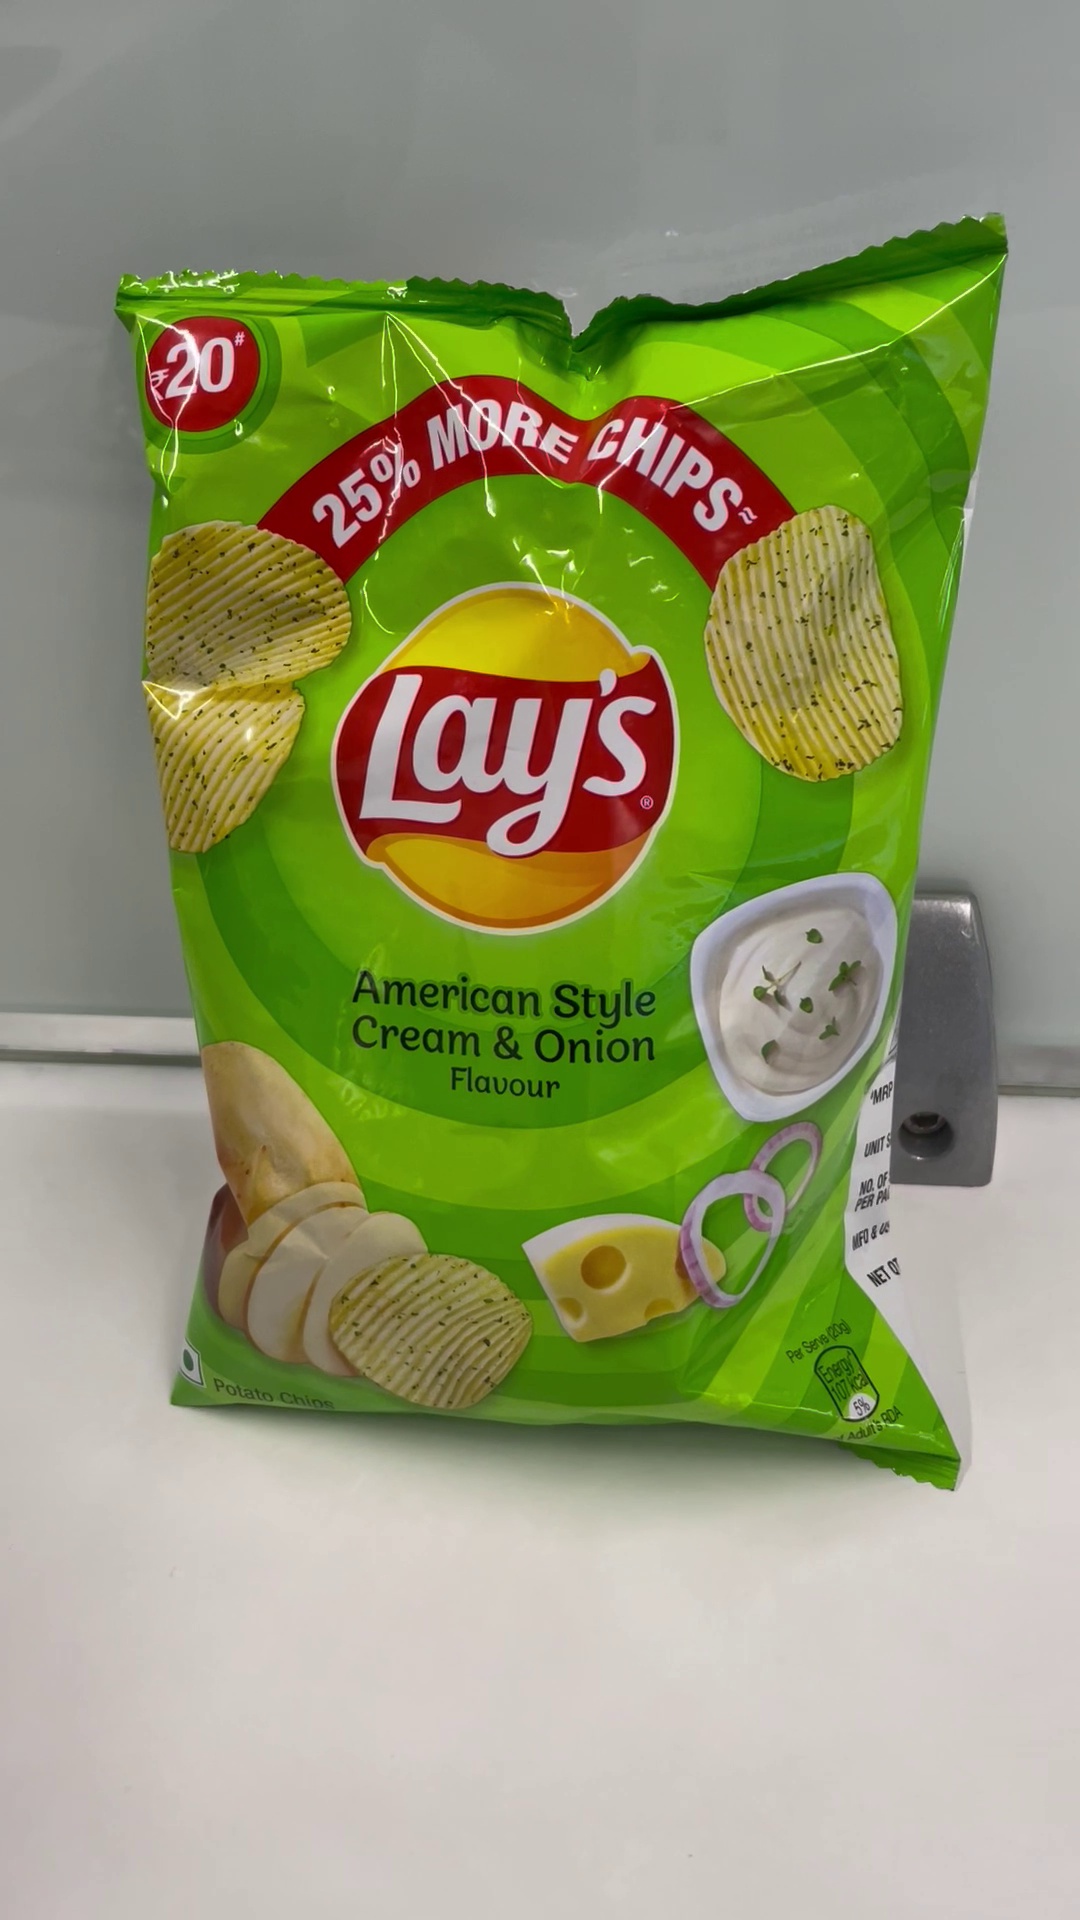 ₹20#
25% MORE CHIPS≈
Lay's®
American Style
Cream & Onion
Flavour
Potato Chips
MRP
UNIT
NO. OF
PER
MFD &
NET
Per Serve (20g)
Energy
107 kcal
5%
Adult's RDA